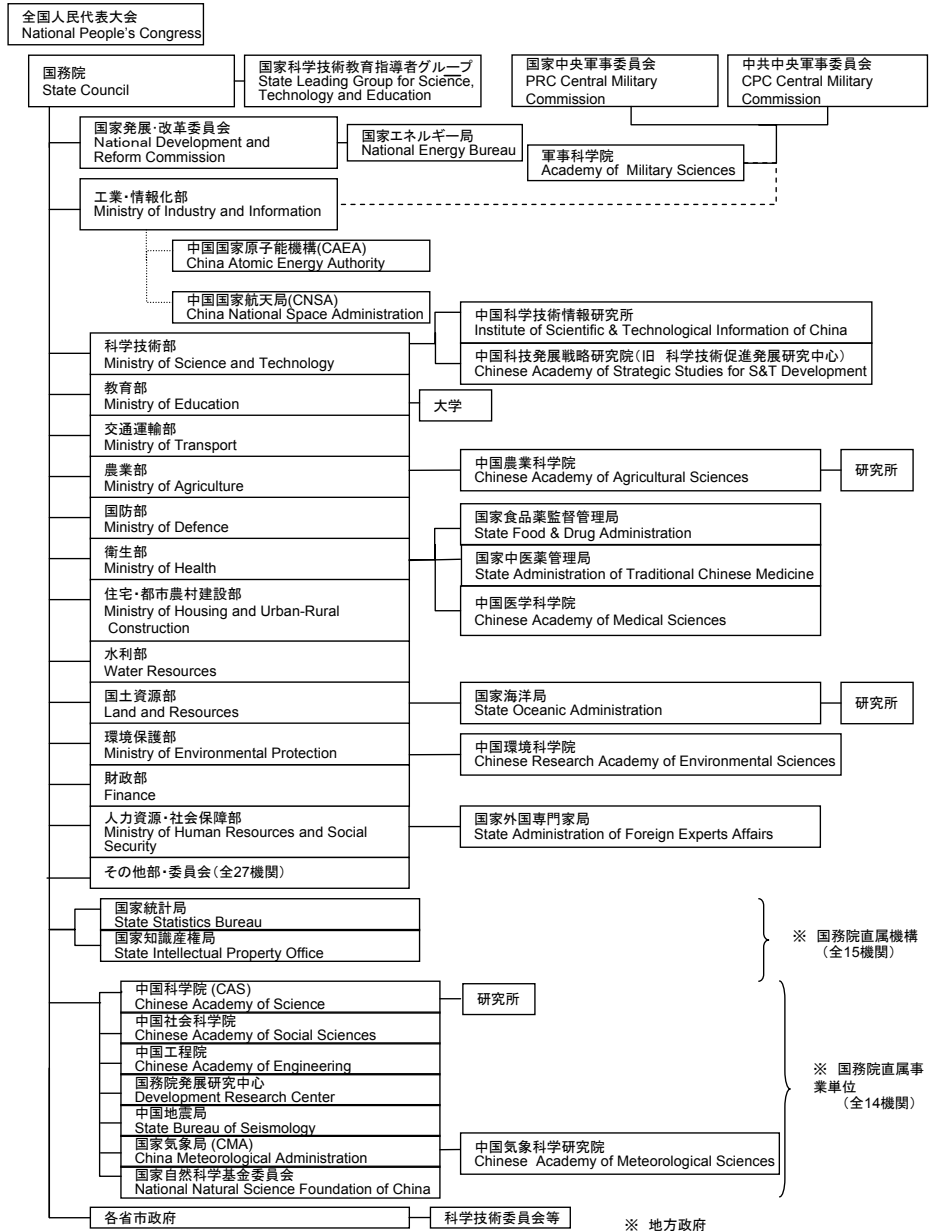 全国人民代表大会
National People's Congress
国務院
State Council
国家科学技術教育指導者グループ
State Leading Group for Science,
Technology and Education
国家中央軍事委員会
PRC Central Military
Commission
中共中央軍事委員会
CPC Central Military
Commission
国家発展・改革委員会
National Development and
Reform Commission
国家エネルギー局
National Energy Bureau
軍事科学院
Academy of Military Sciences
工業・情報化部
Ministry of Industry and Information
中国国家原子能機構(CAEA)
China Atomic Energy Authority
中国国家航天局(CNSA)
China National Space Administration
中国科学技術情報研究所
Institute of Scientific & Technological Information of China
科学技術部
Ministry of Science and Technology
中国科技発展戦略研究院(旧 科学技術促進発展研究中心)
Chinese Academy of Strategic Studies for S&T Development
教育部
Ministry of Education
大学
交通運輸部
Ministry of Transport
農業部
Ministry of Agriculture
中国農業科学院
Chinese Academy of Agricultural Sciences
研究所
国防部
Ministry of Defence
国家食品薬監督管理局
State Food & Drug Administration
衛生部
Ministry of Health
国家中医薬管理局
State Administration of Traditional Chinese Medicine
住宅・都市農村建設部
Ministry of Housing and Urban-Rural
Construction
中国医学科学院
Chinese Academy of Medical Sciences
水利部
Water Resources
国土資源部
Land and Resources
国家海洋局
State Oceanic Administration
研究所
環境保護部
Ministry of Environmental Protection
中国環境科学院
Chinese Research Academy of Environmental Sciences
財政部
Finance
人力資源・社会保障部
Ministry of Human Resources and Social
Security
国家外国専門家局
State Administration of Foreign Experts Affairs
その他部・委員会(全27機関)
国家統計局
State Statistics Bureau
国家知識産権局
State Intellectual Property Office
※ 国務院直属機構
(全15機関)
中国科学院 (CAS)
Chinese Academy of Science
研究所
中国社会科学院
Chinese Academy of Social Sciences
中国工程院
Chinese Academy of Engineering
国務院発展研究中心
Development Research Center
中国地震局
State Bureau of Seismology
国家気象局 (CMA)
China Meteorological Administration
中国気象科学研究院
Chinese Academy of Meteorological Sciences
国家自然科学基金委員会
National Natural Science Foundation of China
※ 国務院直属事
業単位
(全14機関)
各省市政府
科学技術委員会等
※ 地方政府